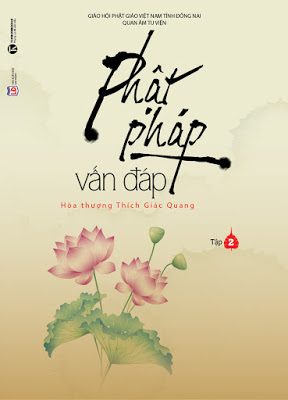 GIÁO HỘI PHẬT GIÁO VIỆT NAM TỈNH ĐỒNG NAI
QUAN ÂM TU VIỆN
Phật
pháp
vấn đáp
Hòa thượng Thích Giác Quang
Tập 2